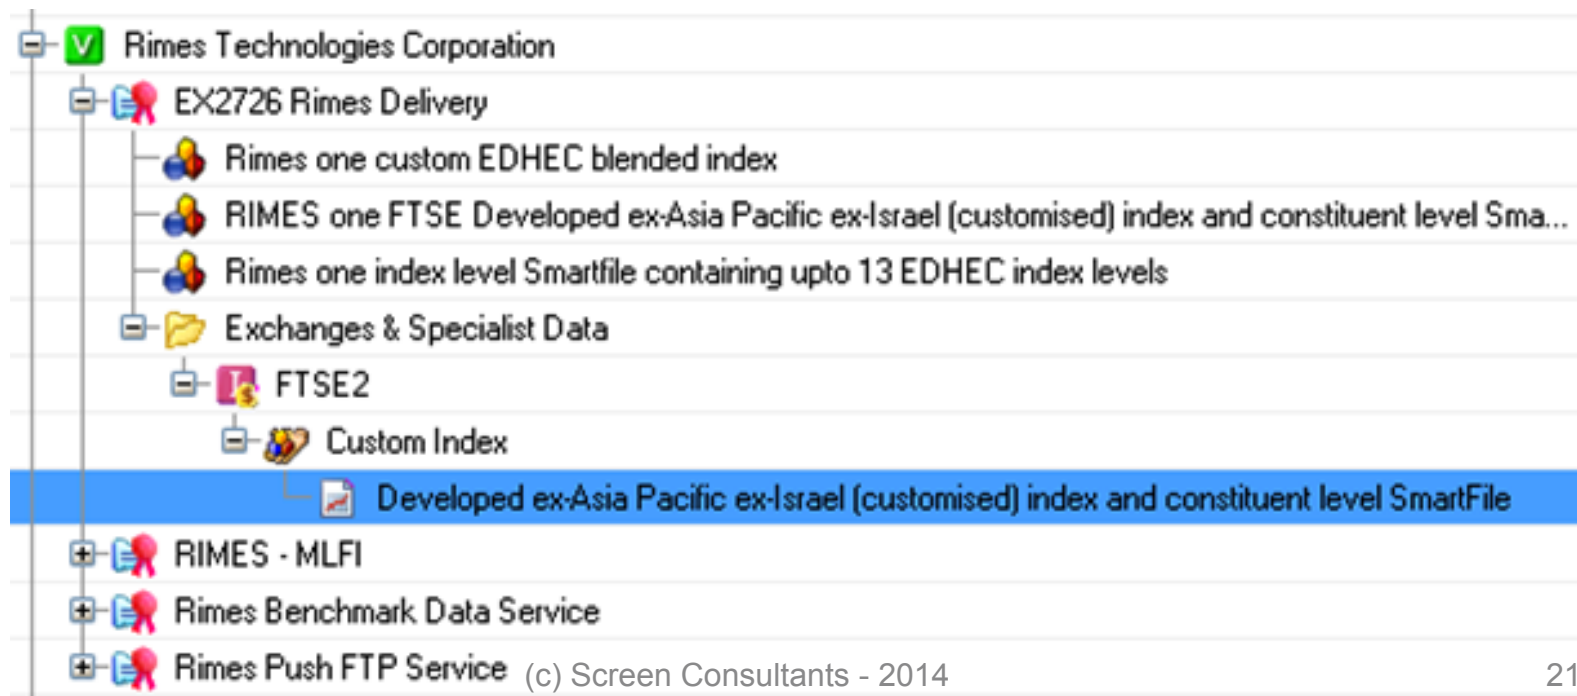 Rimes Technologies Corporation
EX2726 Rimes Delivery
Rimes one custom EDHEC blended index
RIMES one FTSE Developed ex-Asia Pacific ex-Israel (customised) index and constituent level Sma...
Rimes one index level Smartfile containing upto 13 EDHEC index levels
Exchanges & Specialist Data
FTSE2
Custom Index
Developed ex-Asia Pacific ex-Israel (customised) index and constituent level SmartFile
RIMES - MLFI
Rimes Benchmark Data Service
Rimes Push FTP Service
(c) Screen Consultants - 2014
21